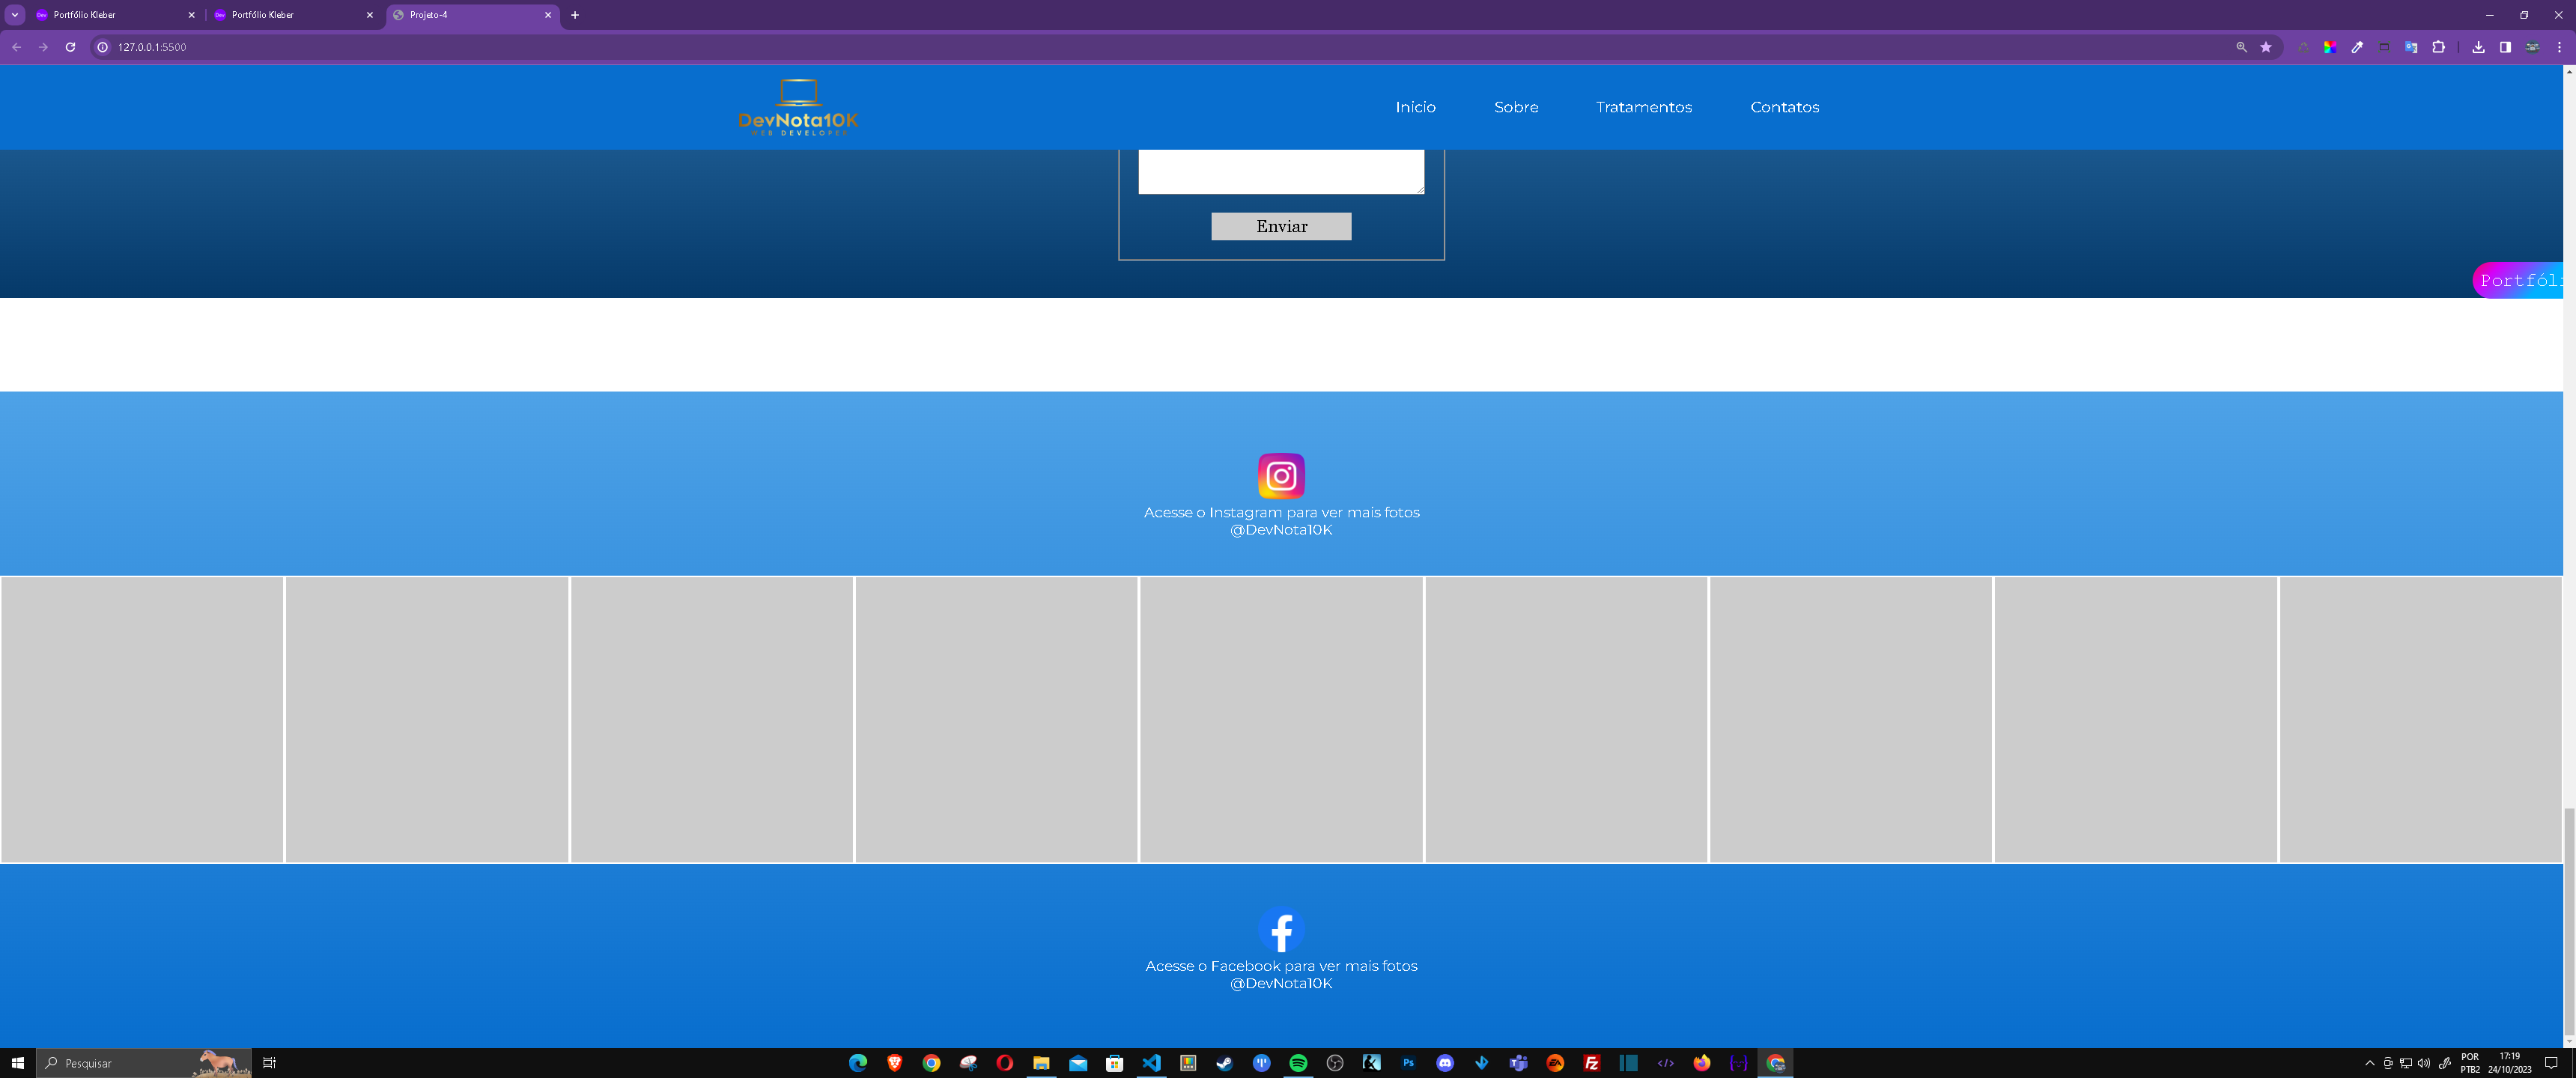 Portfólio Kleber
Portfólio Kleber
Projeto-4
127.0.0.1:5500
DevNota10K
WEB DEVELOPER
Inicio
Sobre
Tratamentos
Contatos
Enviar
Portfóli
Acesse o Instagram para ver mais fotos
@DevNota10K
Acesse o Facebook para ver mais fotos
@DevNota10K
Pesquisar
POR
PTB2
17:19
24/10/2023